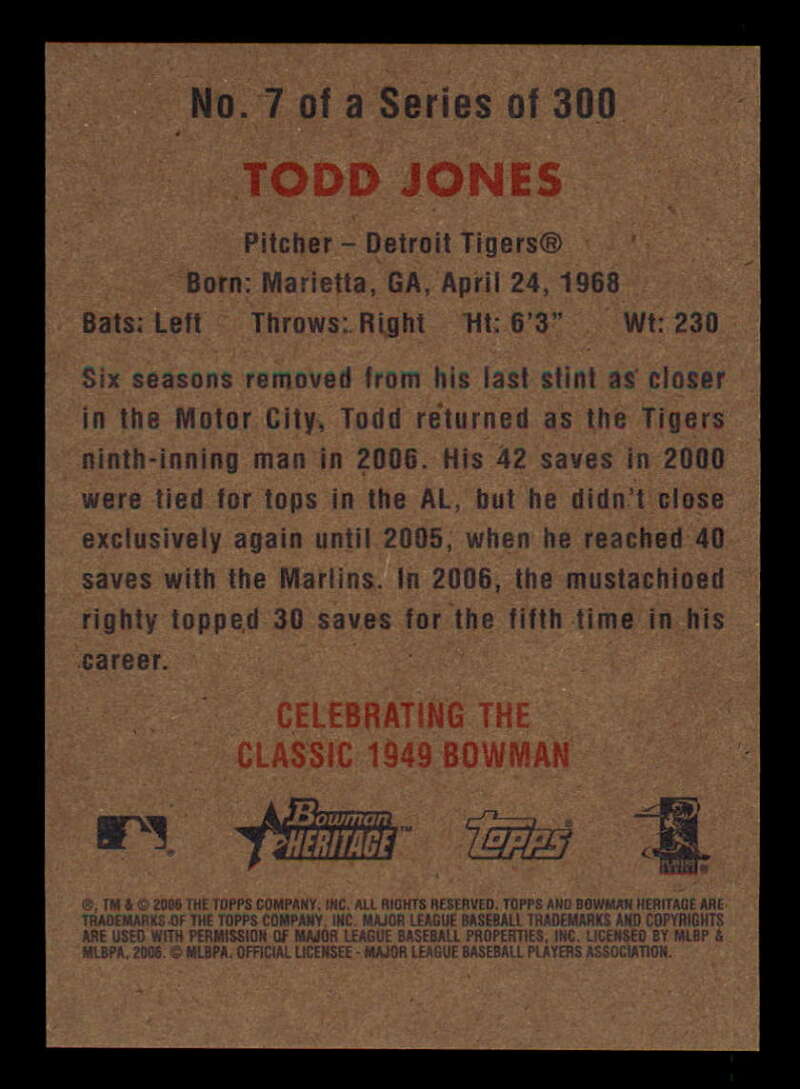 No. 7 of a Series of 300
TODD JONES
Pitcher – Detroit Tigers®
Born: Marietta, GA, April 24, 1968
Bats: Left Throws: Right Ht: 6'3" Wt: 230
Six seasons removed from his last stint as closer
in the Motor City, Todd returned as the Tigers
ninth-inning man in 2006. His 42 saves in 2000
were tied for tops in the AL, but he didn't close
exclusively again until 2005, when he reached 40
saves with the Marlins. In 2006, the mustachioed
righty topped 30 saves for the fifth time in his
career.
CELEBRATING THE
CLASSIC 1949 BOWMAN
Bowman
HERITAGE™
TOPPS®
®, TM & © 2006 THE TOPPS COMPANY, INC. ALL RIGHTS RESERVED. TOPPS AND BOWMAN HERITAGE ARE
TRADEMARKS OF THE TOPPS COMPANY, INC. MAJOR LEAGUE BASEBALL TRADEMARKS AND COPYRIGHTS
ARE USED WITH PERMISSION OF MAJOR LEAGUE BASEBALL PROPERTIES, INC. LICENSED BY MLBP &
MLBPA, 2006. © MLBPA. OFFICIAL LICENSEE - MAJOR LEAGUE BASEBALL PLAYERS ASSOCIATION.